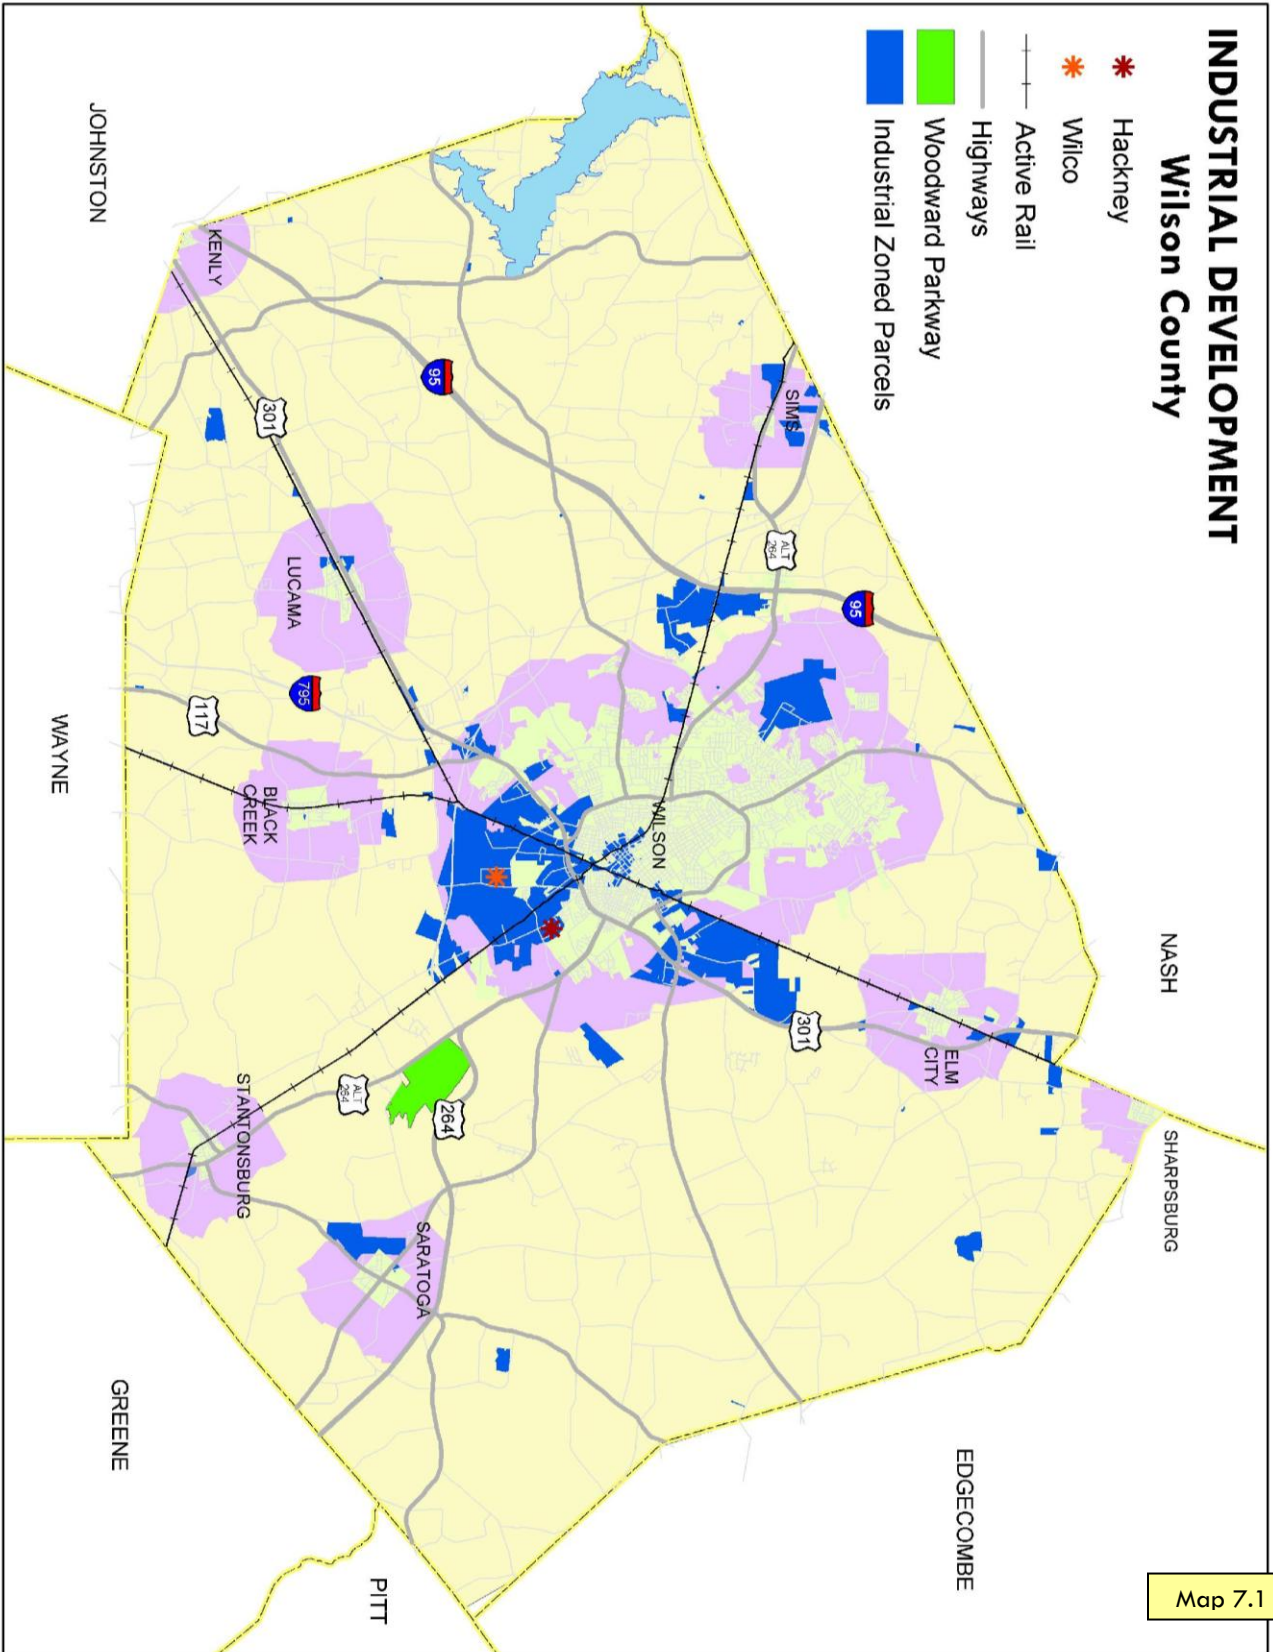 INDUSTRIAL DEVELOPMENT
Wilson County
Hackney
Wilco
Active Rail
Highways
Woodward Parkway
Industrial Zoned Parcels
NASH
SHARPSBURG
EDGECOMBE
ELM
CITY
SIMS
ALT
264
95
301
WILSON
95
JOHNSTON
KENLY
301
LUCAMA
795
117
BLACK
CREEK
264
ALT
264
SARATOGA
STANTONSBURG
WAYNE
GREENE
PITT
Map 7.1